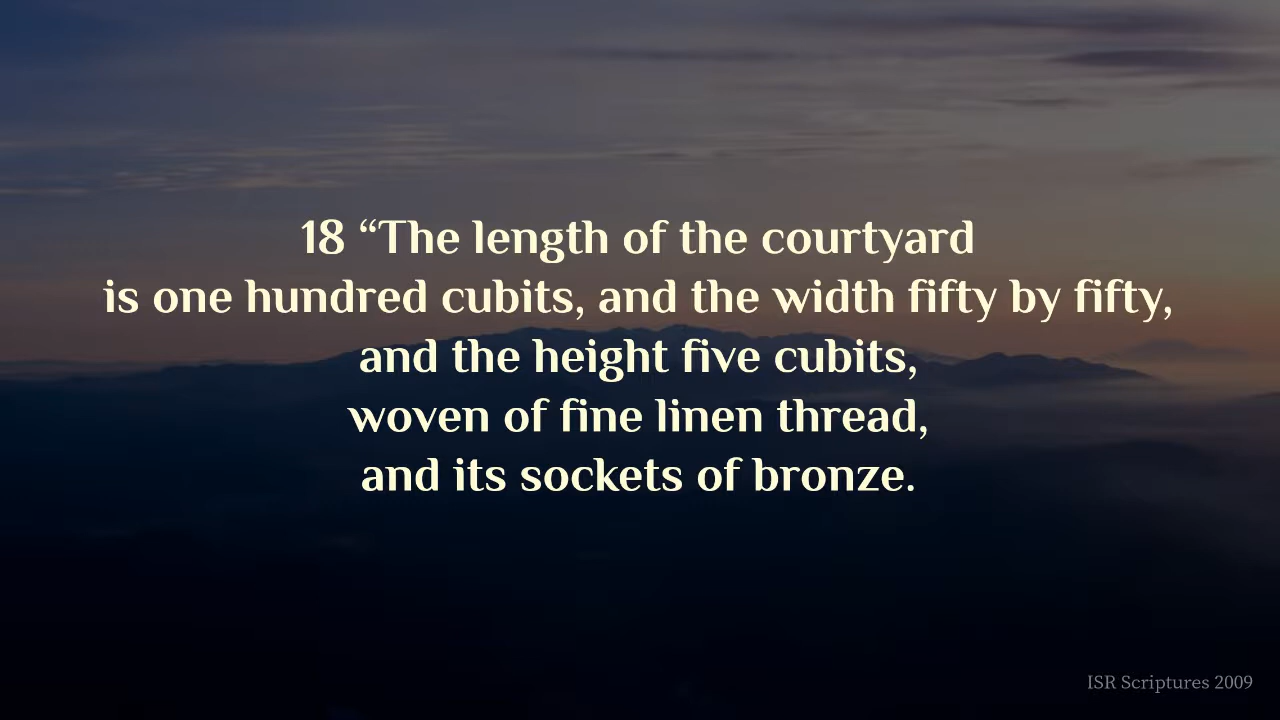 18 “The length of the courtyard
is one hundred cubits, and the width fifty by fifty,
and the height five cubits,
woven of fine linen thread,
and its sockets of bronze.
ISR Scriptures 2009